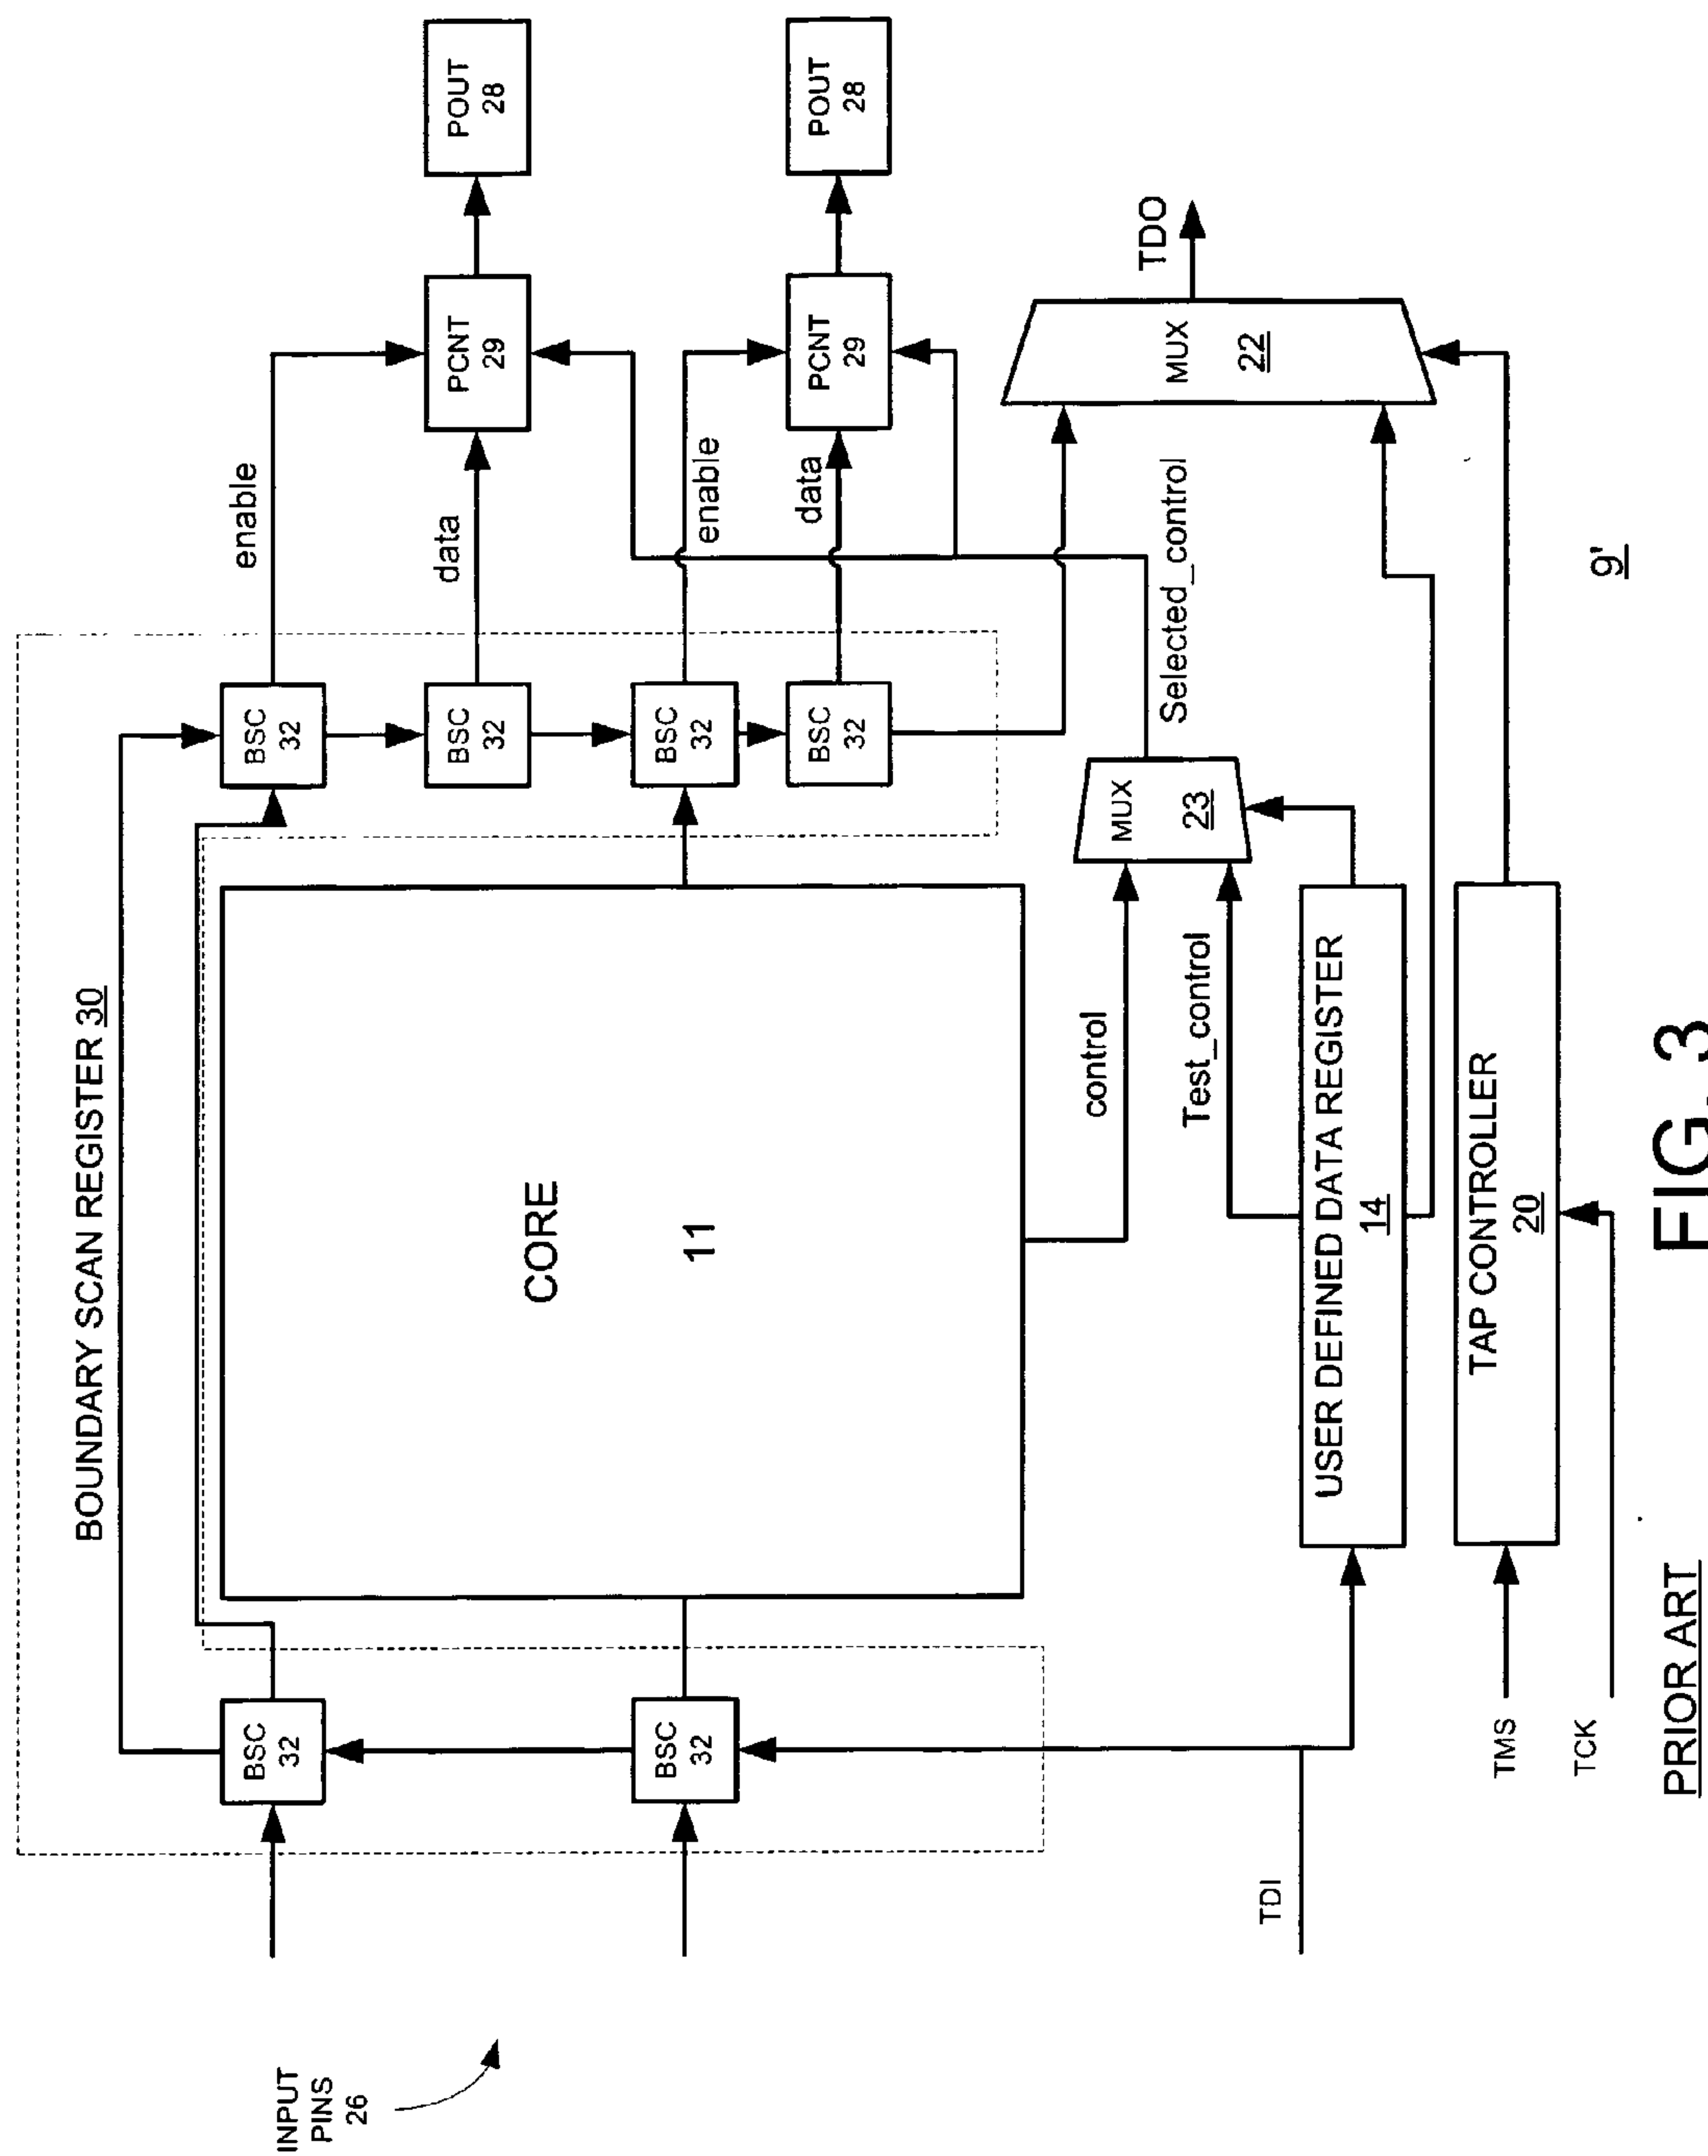 BOUNDARY SCAN REGISTER 30
INPUT
PINS
26
BSC
32
BSC
32
CORE
11
BSC
32
BSC
32
BSC
32
BSC
32
enable
data
enable
data
PCNT
29
PCNT
29
POUT
28
POUT
28
control
Test_control
MUX
23
Selected_control
MUX
22
TDO
TDI
USER DEFINED DATA REGISTER
14
TMS
TCK
TAP CONTROLLER
20
9'
PRIOR ART
FIG. 3